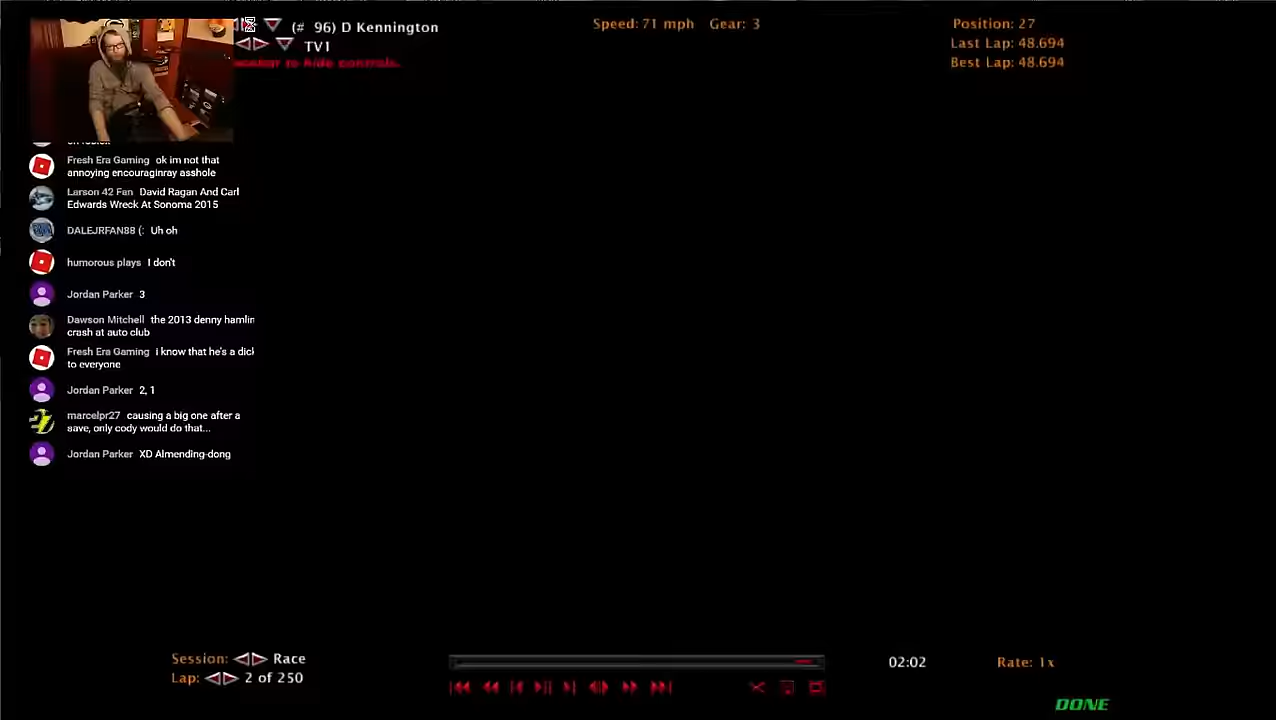 (# 96) D Kennington
TV1
to hide controls.
Speed: 71 mph Gear: 3
Position: 27
Last Lap: 48.694
Best Lap: 48.694
Fresh Era Gaming ok im not that
annoying encouraginray asshole
Larson 42 Fan David Ragan And Carl
Edwards Wreck At Sonoma 2015
DALEJRFAN88 (: Uh oh
humorous plays I don't
Jordan Parker 3
Dawson Mitchell the 2013 denny hamlin
crash at auto club
Fresh Era Gaming i know that he's a dick
to everyone
Jordan Parker 2, 1
marcelpr27 causing a big one after a
save, only cody would do that...
Jordan Parker XD Almending-dong
Session: Race
Lap: 2 of 250
02:02
Rate: 1x
DONE